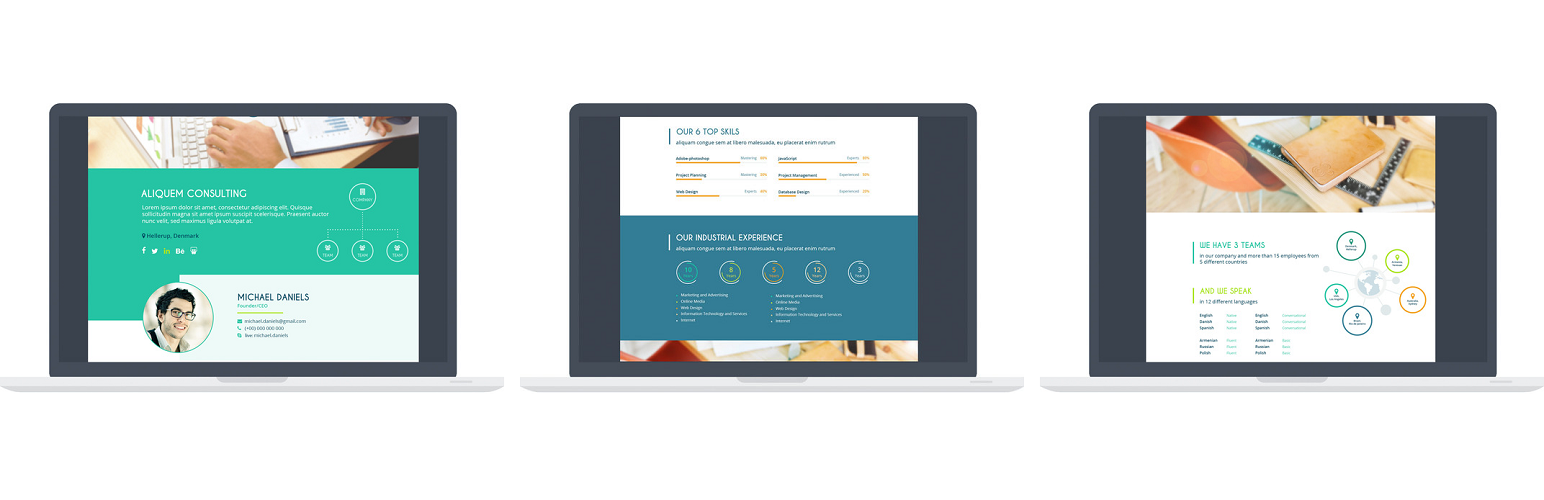 ALIQUEM CONSULTING
COMPANY
Lorem ipsum dolor sit amet, consectetur adipiscing elit. Quisque
sollicitudin magna sit amet ipsum suscipit scelerisque. Praesent auctor
nunc velit, sed maximus ligula volutpat at.
Hellerup, Denmark
f in Bē
TEAM TEAM TEAM
MICHAEL DANIELS
Founder/CEO
michael.daniels@gmail.com
(+00) 000 000 000
live: michael.daniels
OUR 6 TOP SKILS
aliquam congue sem at libero malesuada, eu placerat enim rutrum
Adobe-photoshop Mastering
JavaScript Experts
Project Planning Mastering
Project Management Experienced
Web Design Experts
Database Design Experienced
OUR INDUSTRIAL EXPERIENCE
aliquam congue sem at libero malesuada, eu placerat enim rutrum
10 Years
8 Years
5 Years
12 Years
3 Years
Marketing and Advertising
Online Media
Web Design
Information Technology and Services
Internet
Marketing and Advertising
Online Media
Web Design
Information Technology and Services
Internet
WE HAVE 3 TEAMS
in our company and more than 15 employees from
5 different countries
AND WE SPEAK
in 12 different languages
English Native English Conversational
Danish Native Danish Conversational
Spanish Native Spanish Conversational
Armenian Fluent Armenian Basic
Russian Fluent Russian Basic
Polish Fluent Polish Basic